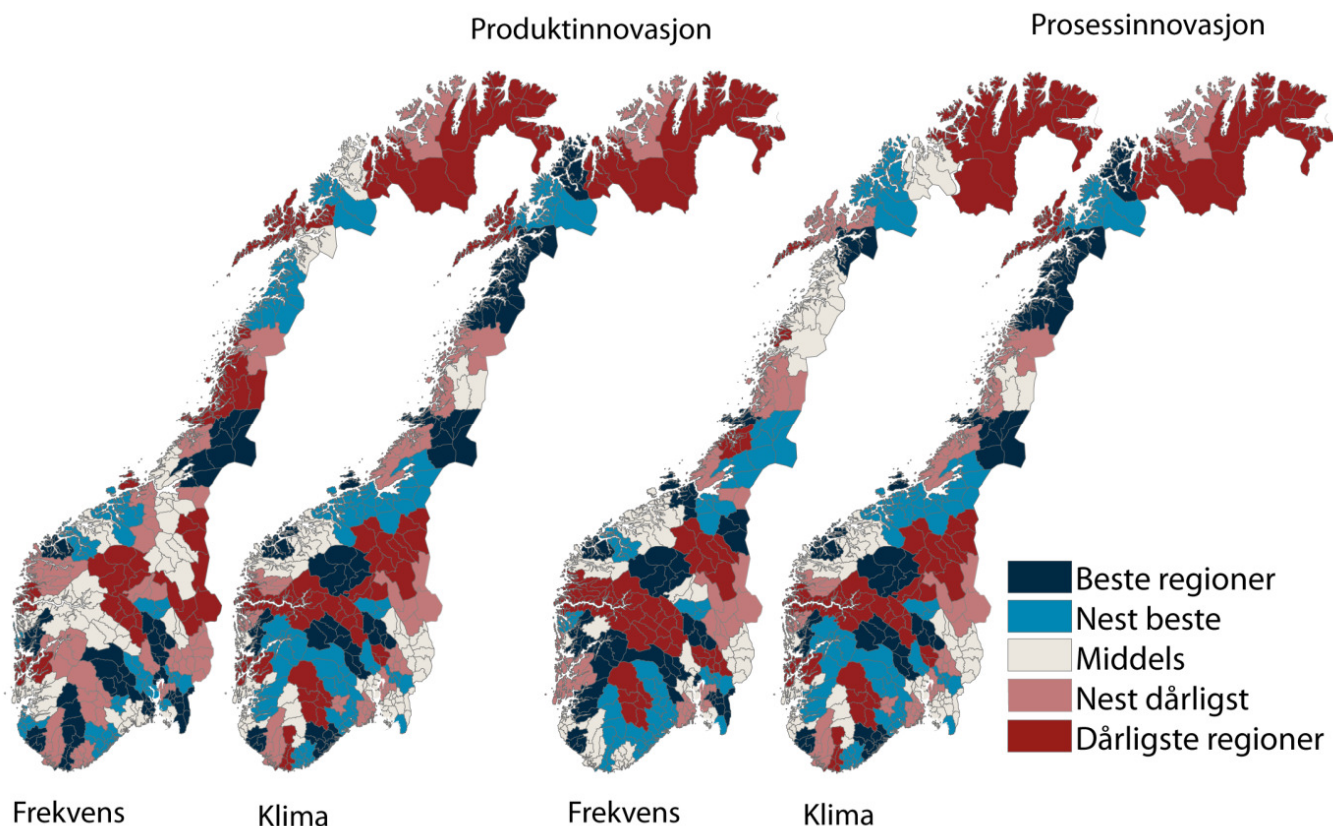 Produktinnovasjon
Prosessinnovasjon
Beste regioner
Nest beste
Middels
Nest dårligst
Dårligste regioner
Frekvens
Klima
Frekvens
Klima